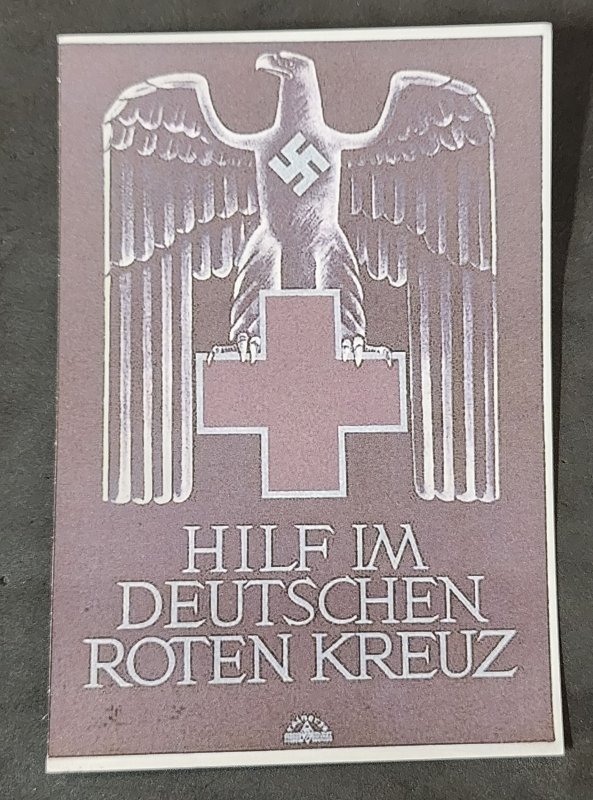 HILF IM
DEUTSCHEN
ROTEN KREUZ